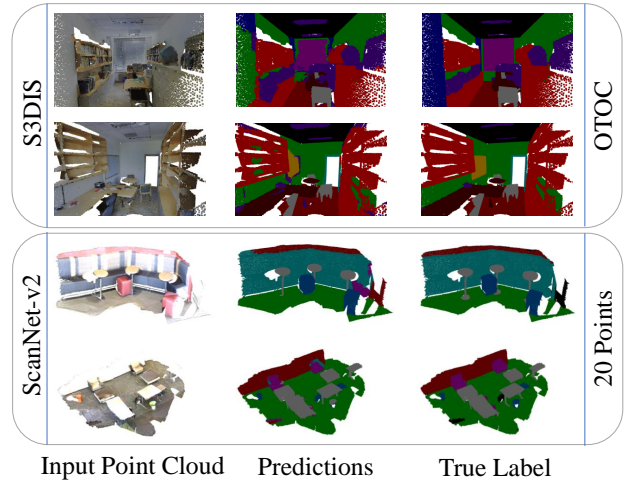 S3DIS
OTOC
ScanNet-v2
20 Points
Input Point Cloud
Predictions
True Label